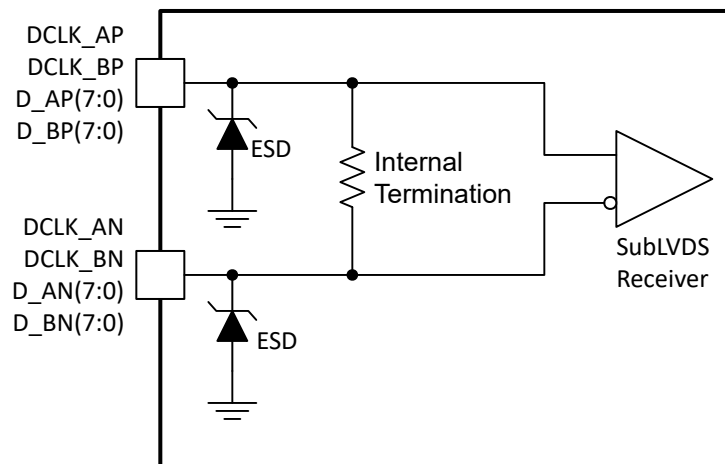 DCLK_AP
DCLK_BP
D_AP(7:0)
D_BP(7:0)
ESD
Internal
Termination
DCLK_AN
DCLK_BN
D_AN(7:0)
D_BN(7:0)
SubLVDS
Receiver
ESD